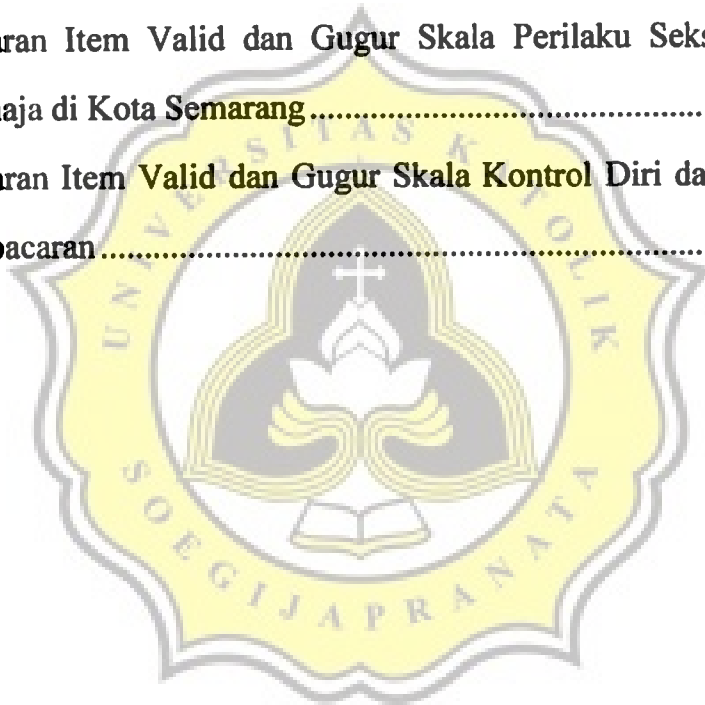 aran Item Valid dan Gugur Skala Perilaku Seks
aja di Kota Semarang ............................................
aran Item Valid dan Gugur Skala Kontrol Diri da
pacaran ....................................................................
UNIVERSITAS KATOLIK
SOEGIJAPRANATA